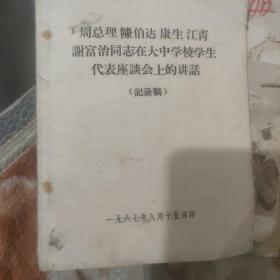 周总理 陳伯达 康生 江青
謝富治同志在大中学校学生
代表座談会上的讲話
（記录稿）
一九六七年八月十五日印